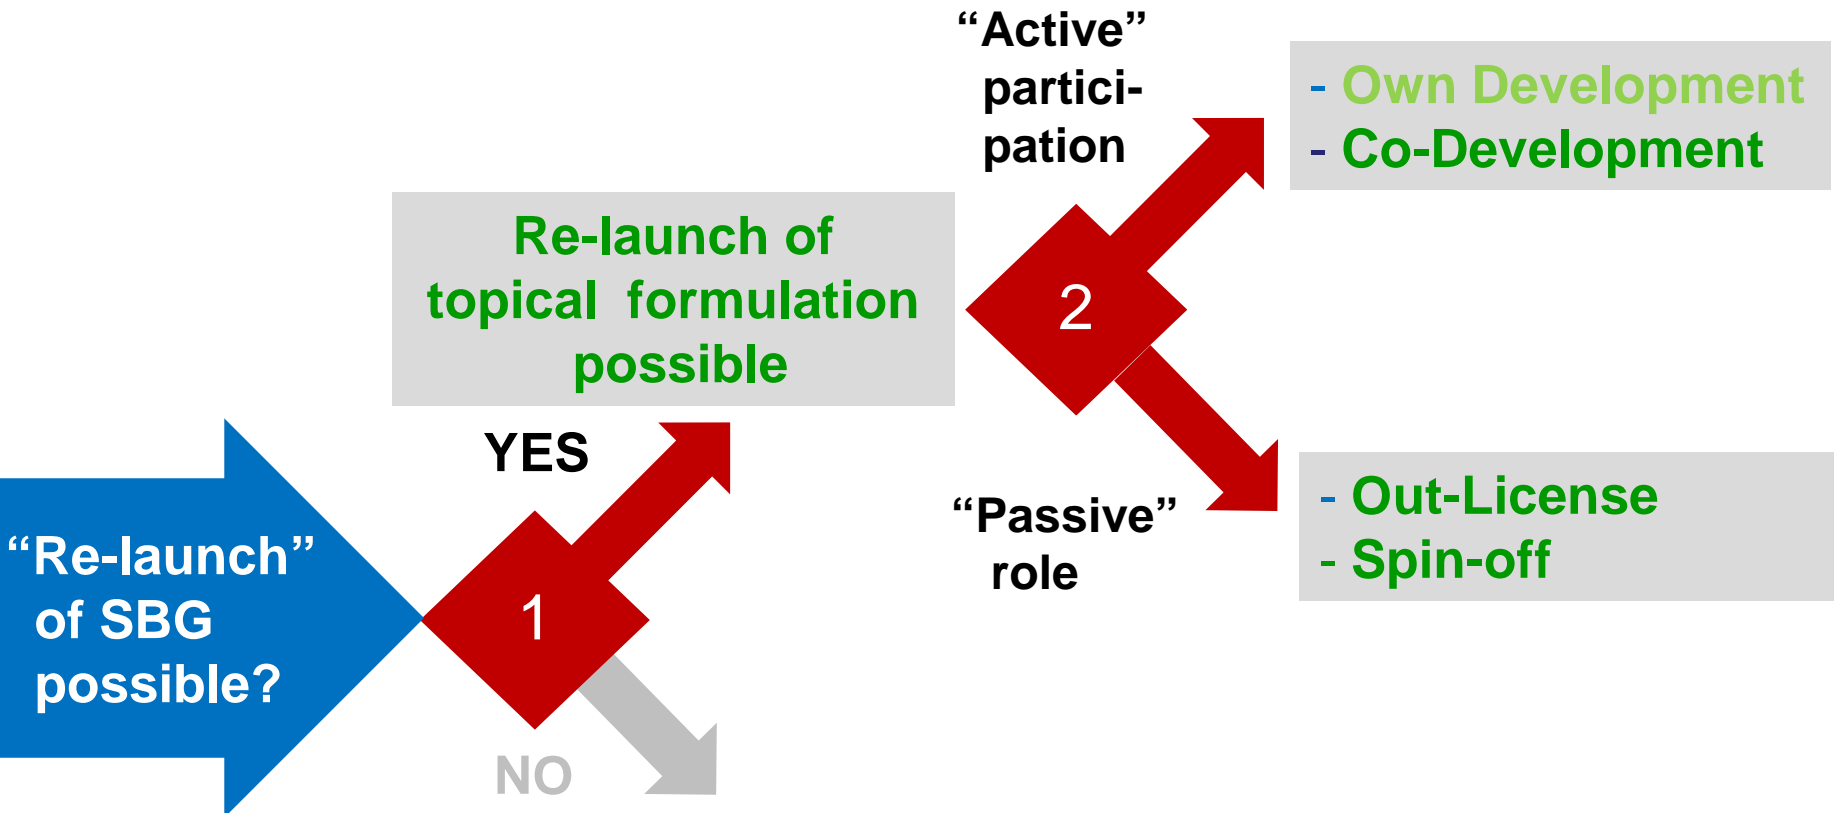 “Re-launch”
of SBG
possible?
1
YES
NO
Re-launch of
topical formulation
possible
2
“Active”
partici-
pation
- Own Development
- Co-Development
“Passive”
role
- Out-License
- Spin-off